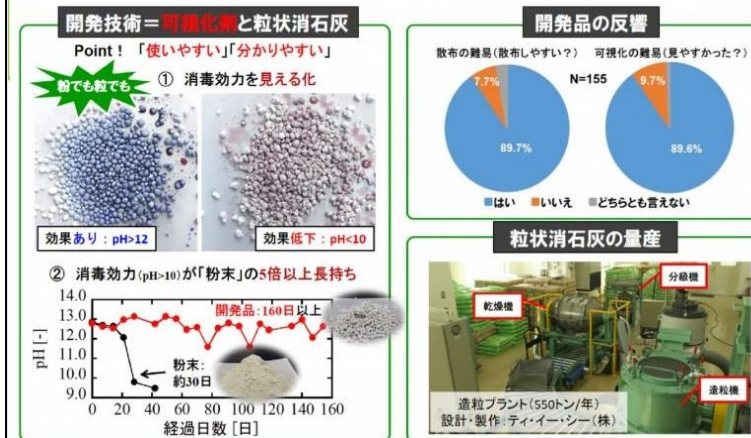 開発技術＝可視化剤と粒状消石灰
Point！ 「使いやすい」「分かりやすい」
粉でも粒でも
① 消毒効力を見える化
効果あり：pH>12
効果低下：pH<10
② 消毒効力(pH>10)が「粉末」の5倍以上長持ち
pH [-]
14.0
13.0
12.0
11.0
10.0
9.0
開発品：160日以上
粉末：
約30日
0 20 40 60 80 100 120 140 160
経過日数 [日]
開発品の反響
散布の難易(散布しやすい？)
可視化の難易(見やすかった？)
N=155
7.7%
89.7%
9.7%
89.6%
はい いいえ どちらとも言えない
粒状消石灰の量産
分級機
乾燥機
造粒機
造粒プラント(550トン/年)
設計・製作：ティ・イー・シー(株)